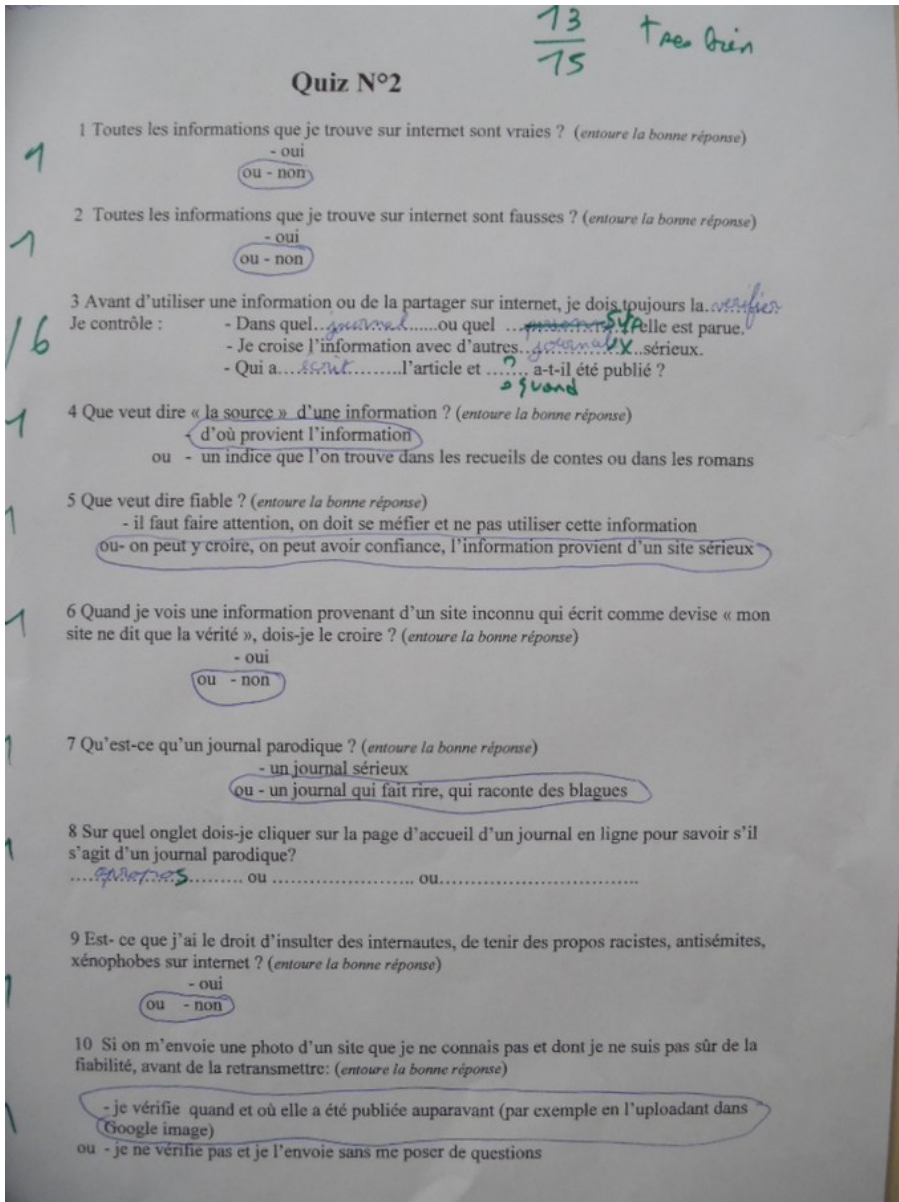 13
15
Tres bien
Quiz N°2
1 Toutes les informations que je trouve sur internet sont vraies ? (entoure la bonne réponse)
1
- oui
ou - non
2 Toutes les informations que je trouve sur internet sont fausses ? (entoure la bonne réponse)
1
- oui
ou - non
3 Avant d'utiliser une information ou de la partager sur internet, je dois toujours la verifier
/6
Je contrôle : - Dans quel...journal......ou quel ... elle est parue.
- Je croise l'information avec d'autres...journaux...sérieux.
- Qui a....écrit..........l'article et ...?... a-t-il été publié ?
quand
4 Que veut dire « la source » d'une information ? (entoure la bonne réponse)
1
- d'où provient l'information
ou - un indice que l'on trouve dans les recueils de contes ou dans les romans
5 Que veut dire fiable ? (entoure la bonne réponse)
1
- il faut faire attention, on doit se méfier et ne pas utiliser cette information
ou- on peut y croire, on peut avoir confiance, l'information provient d'un site sérieux
6 Quand je vois une information provenant d'un site inconnu qui écrit comme devise « mon
1
site ne dit que la vérité », dois-je le croire ? (entoure la bonne réponse)
- oui
ou - non
7 Qu'est-ce qu'un journal parodique ? (entoure la bonne réponse)
1
- un journal sérieux
ou - un journal qui fait rire, qui raconte des blagues
8 Sur quel onglet dois-je cliquer sur la page d'accueil d'un journal en ligne pour savoir s'il
1
s'agit d'un journal parodique?
.....apropos.......... ou ........................ ou................................
9 Est- ce que j'ai le droit d'insulter des internautes, de tenir des propos racistes, antisémites,
xénophobes sur internet ? (entoure la bonne réponse)
1
- oui
ou - non
10 Si on m'envoie une photo d'un site que je ne connais pas et dont je ne suis pas sûr de la
fiabilité, avant de la retransmettre: (entoure la bonne réponse)
1
- je vérifie quand et où elle a été publiée auparavant (par exemple en l'uploadant dans
Google image)
ou - je ne vérifie pas et je l'envoie sans me poser de questions